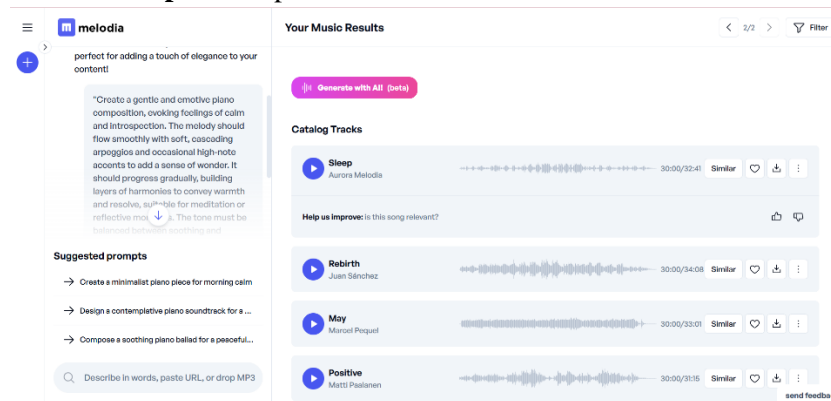 melodia
Your Music Results
2/2
Filter
perfect for adding a touch of elegance to your
content!
"Create a gentle and emotive piano
composition, evoking feelings of calm
and introspection. The melody should
flow smoothly with soft, cascading
arpeggios and occasional high-note
accents to add a sense of wonder. It
should progress gradually, building
layers of harmonies to convey warmth
and resolve, suitable for meditation or
reflective The tone must be
balanced between soothing and
Suggested prompts
Create a minimalist piano piece for morning calm
Design a contemplative piano soundtrack for a ...
Compose a soothing piano ballad for a peaceful...
Describe in words, paste URL, or drop MP3
Generate with AII (beta)
Catalog Tracks
Sleep
Aurora Melodia
30:00/32:41 Similar
Help us improve: is this song relevant?
Rebirth
Juan Sánchez
30:00/34:08 Similar
May
Marcel Pequel
30:00/33:01 Similar
Positive
Matti Paalanen
30:00/31:15 Similar
send feedba